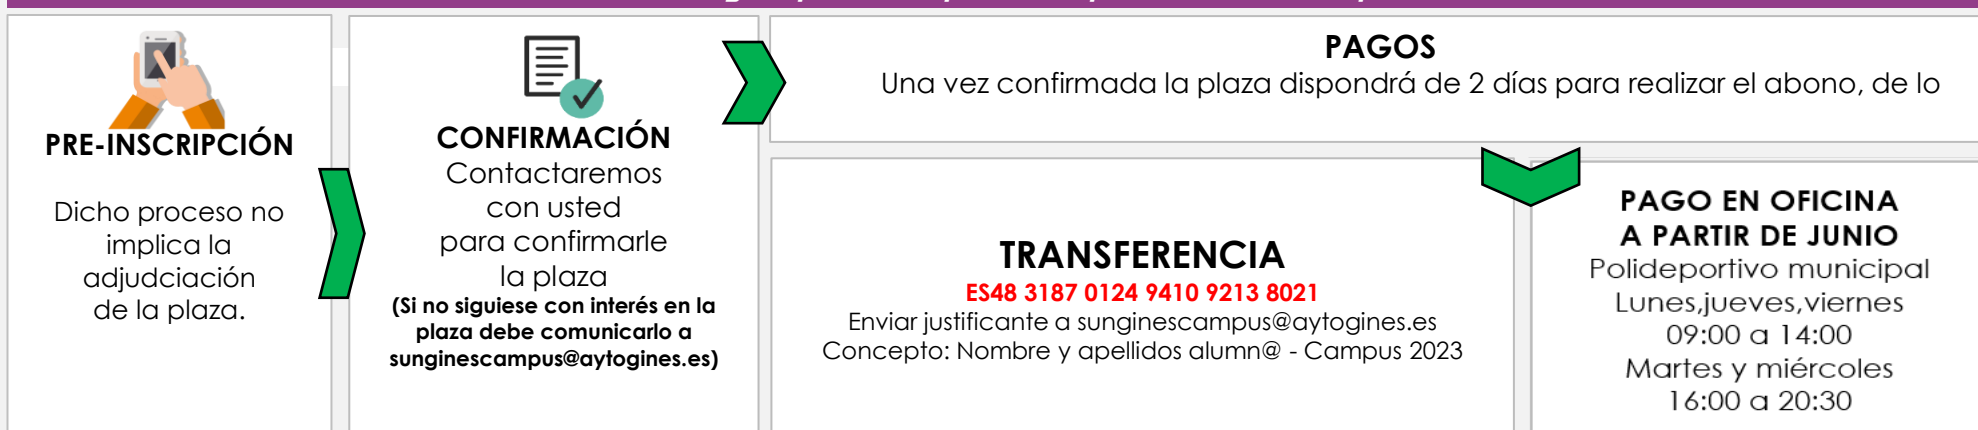 PRE-INSCRIPCIÓN
Dicho proceso no
implica la
adjudciación
de la plaza.
CONFIRMACIÓN
Contactaremos
con usted
para confirmarle
la plaza
(Si no siguiese con interés en la
plaza debe comunicarlo a
sunginescampus@aytogines.es)
PAGOS
Una vez confirmada la plaza dispondrá de 2 días para realizar el abono, de lo
TRANSFERENCIA
ES48 3187 0124 9410 9213 8021
Enviar justificante a sunginescampus@aytogines.es
Concepto: Nombre y apellidos alumn@ - Campus 2023
PAGO EN OFICINA
A PARTIR DE JUNIO
Polideportivo municipal
Lunes,jueves,viernes
09:00 a 14:00
Martes y miércoles
16:00 a 20:30